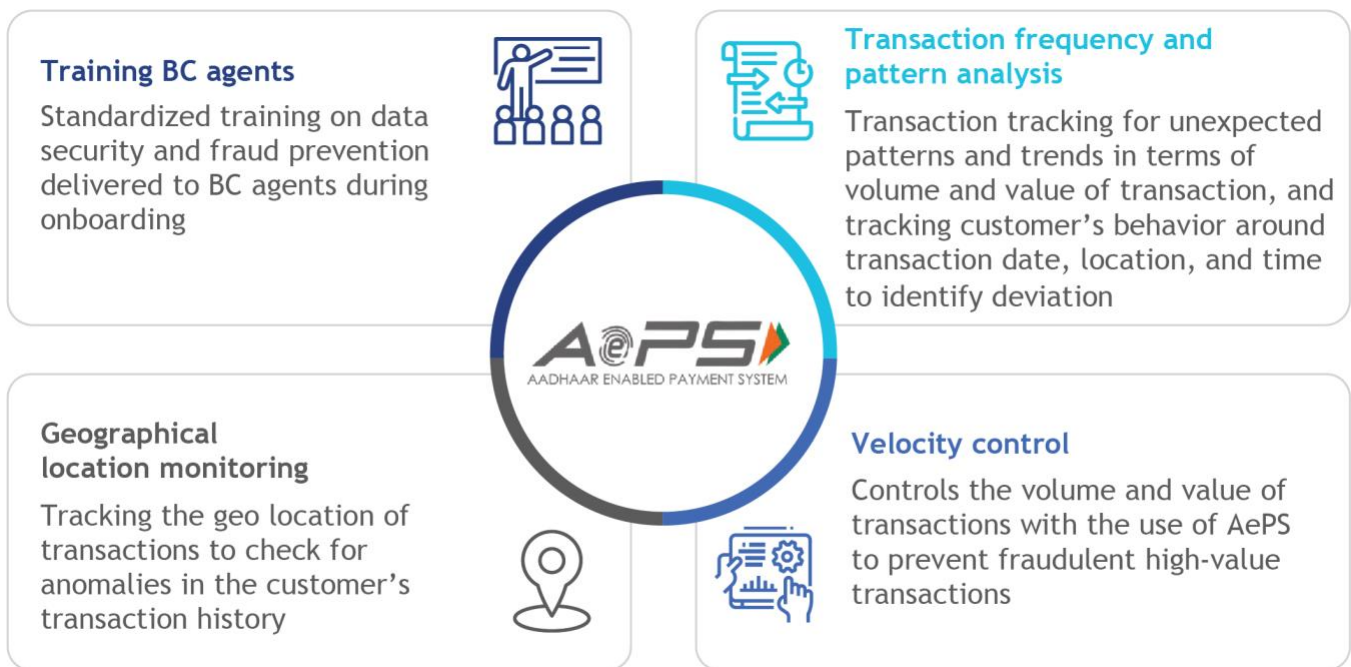 Training BC agents
Standardized training on data
security and fraud prevention
delivered to BC agents during
onboarding
Transaction frequency and
pattern analysis
Transaction tracking for unexpected
patterns and trends in terms of
volume and value of transaction, and
tracking customer’s behavior around
transaction date, location, and time
to identify deviation
AePS
AADHAAR ENABLED PAYMENT SYSTEM
Geographical
location monitoring
Tracking the geo location of
transactions to check for
anomalies in the customer’s
transaction history
Velocity control
Controls the volume and value of
transactions with the use of AePS
to prevent fraudulent high-value
transactions